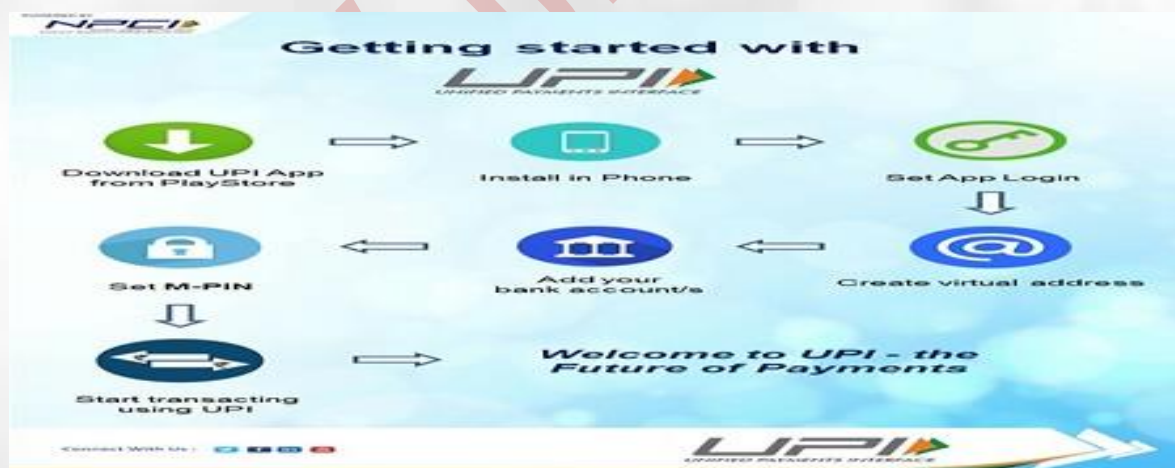 NPCI
Getting started with
UPI
UNIFIED PAYMENTS INTERFACE
Download UPI App
from PlayStore
Install in Phone
Set App Login
Set M-PIN
Add your
bank account/s
Create virtual address
Start transacting
using UPI
Welcome to UPI - the
Future of Payments
Connect With Us :
UPI
UNIFIED PAYMENTS INTERFACE